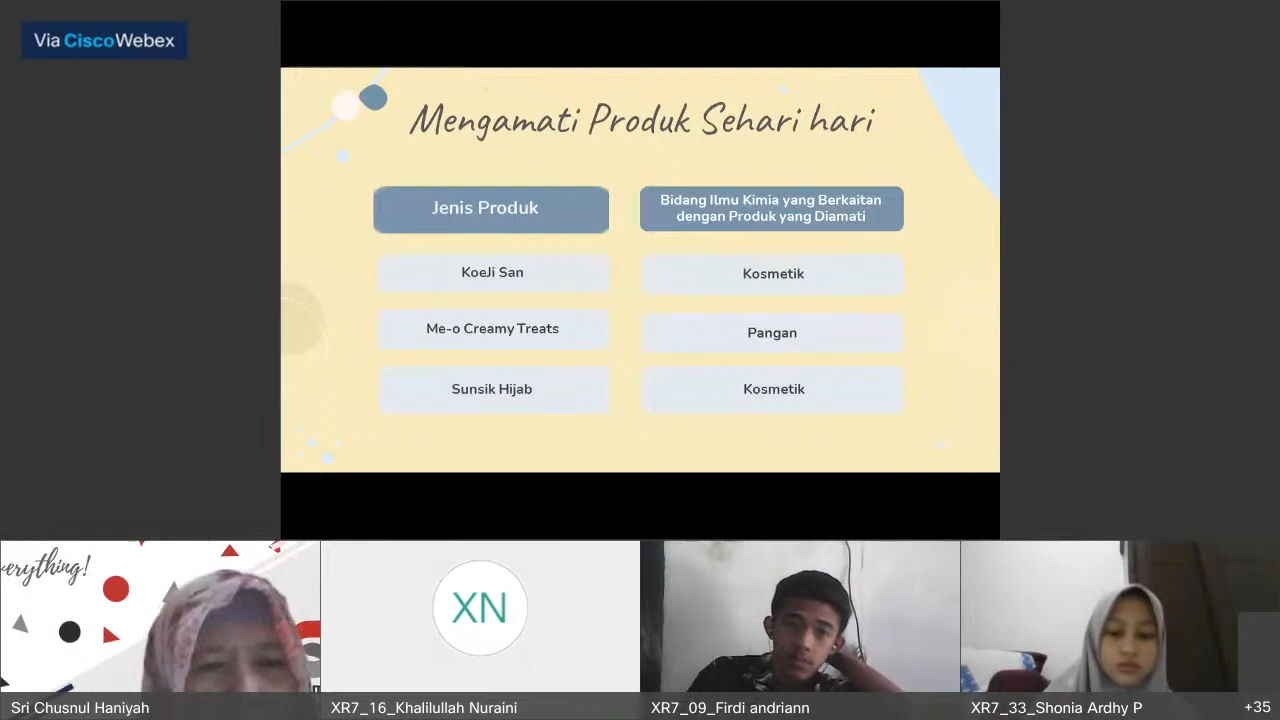 Via Cisco Webex
Mengamati Produk Sehari hari
Jenis Produk
Bidang Ilmu Kimia yang Berkaitan
dengan Produk yang Diamati
KoeJi San
Kosmetik
Me-o Creamy Treats
Pangan
Sunsik Hijab
Kosmetik
erything!
XN
Sri Chusnul Haniyah
XR7_16_Khalilullah Nuraini
XR7_09_Firdi andriann
XR7_33_Shonia Ardhy P
+35